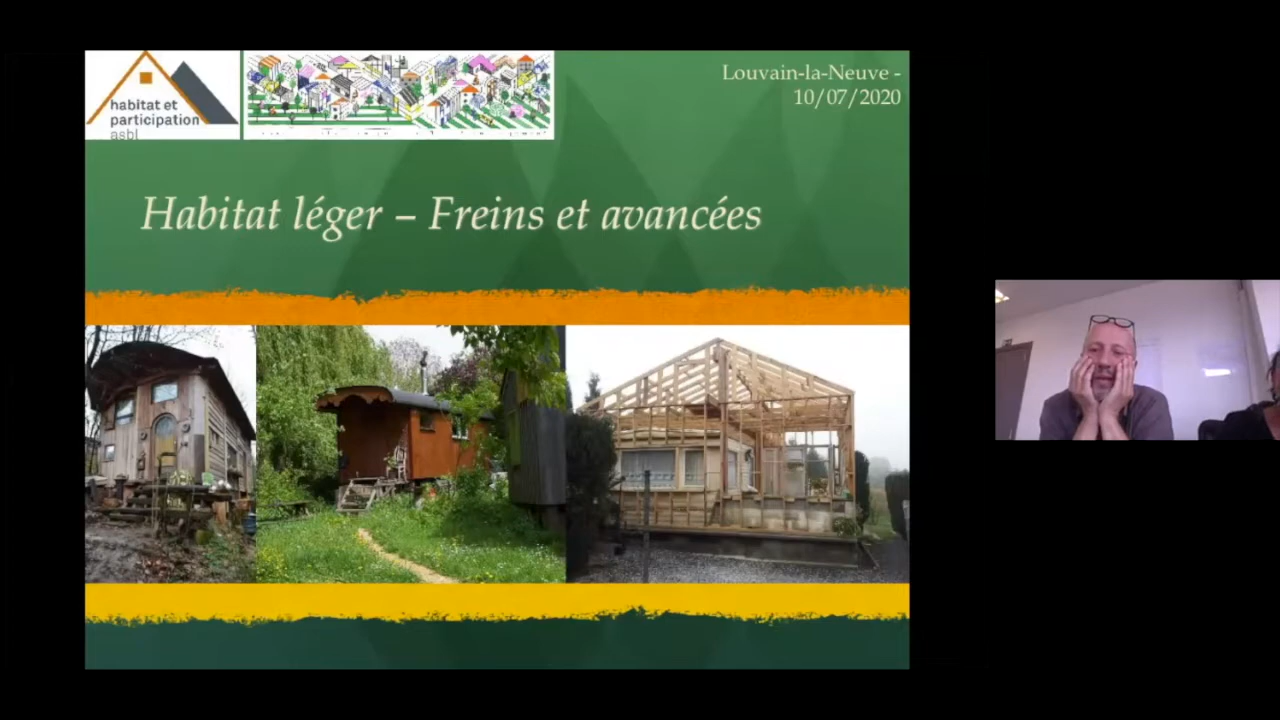 habitat et
participation
asbl
Louvain-la-Neuve -
10/07/2020
Habitat léger – Freins et avancées